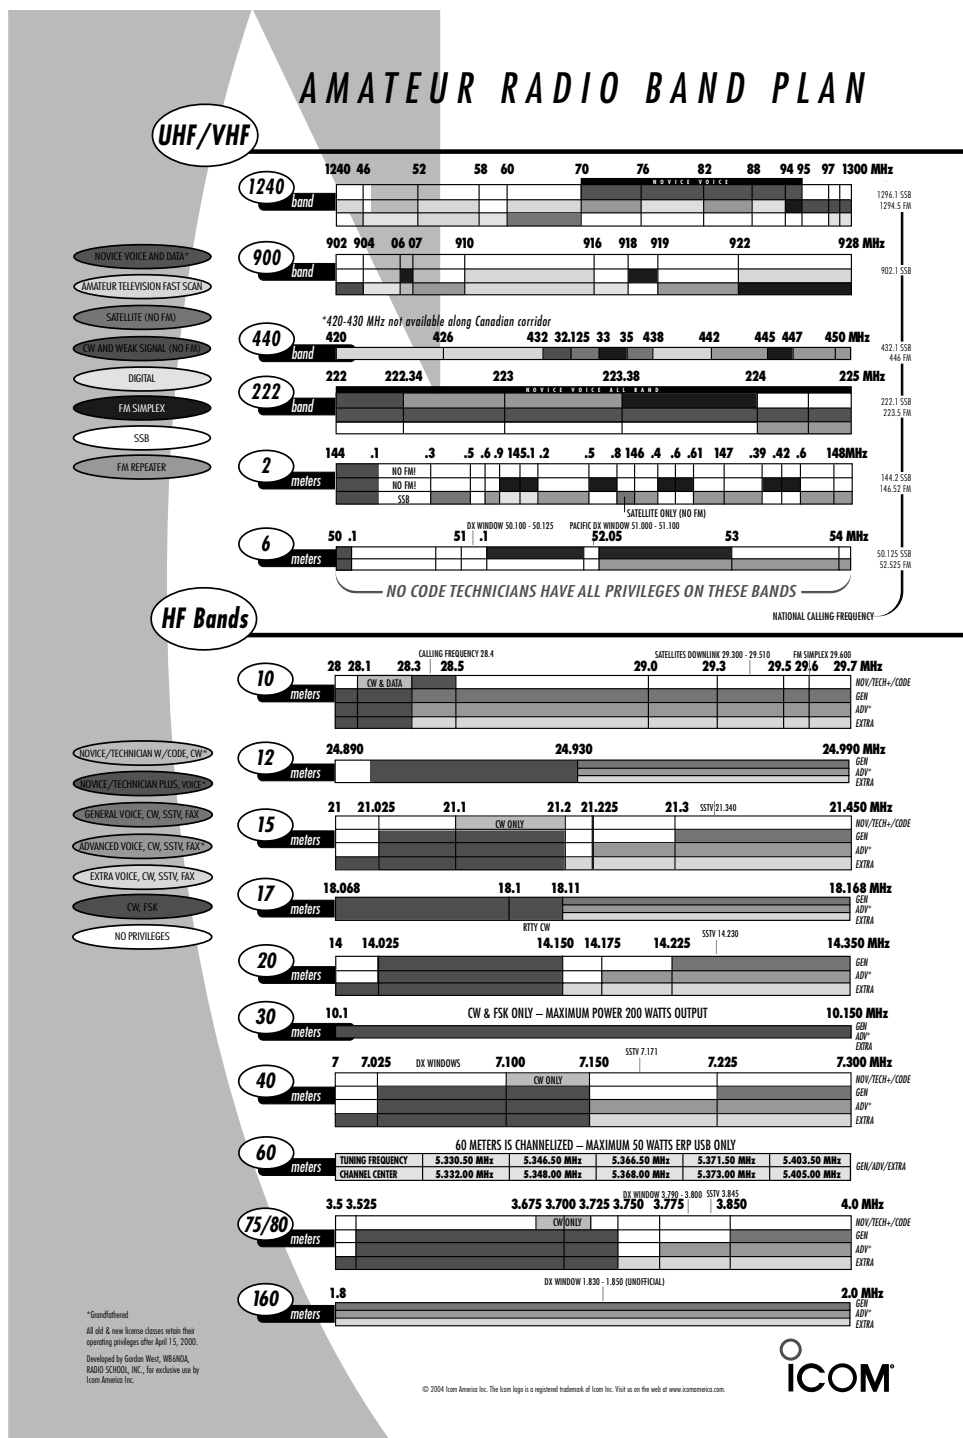 AMATEUR RADIO BAND PLAN
UHF/VHF
1240 46 52 58 60 70 76 82 88 94 95 97 1300 MHz
NOVICE VOICE
1240
band
1296.1 SSB
1294.5 FM
902 904 06 07 910 916 918 919 922 928 MHz
900
band
902.1 SSB
NOVICE VOICE AND DATA*
AMATEUR TELEVISION FAST SCAN
SATELLITE (NO FM)
CW AND WEAK SIGNAL (NO FM)
DIGITAL
FM SIMPLEX
SSB
FM REPEATER
*420-430 MHz not available along Canadian corridor
420 426 432 32.125 33 35 438 442 445 447 450 MHz
440
band
432.1 SSB
446 FM
222 222.34 223 223.38 224 225 MHz
NOVICE VOICE ALL BAND
222
band
222.1 SSB
223.5 FM
144 .1 .3 .5 .6 .9 145.1 .2 .5 .8 146 .4 .6 .61 147 .39 .42 .6 148MHz
2
meters
NO FM!
NO FM!
SSB
144.2 SSB
146.52 FM
SATELLITE ONLY (NO FM)
DX WINDOW 50.100 - 50.125 PACIFIC DX WINDOW 51.000 - 51.100
50 .1 51 .1 52.05 53 54 MHz
6
meters
50.125 SSB
52.525 FM
NO CODE TECHNICIANS HAVE ALL PRIVILEGES ON THESE BANDS
NATIONAL CALLING FREQUENCY
HF Bands
CALLING FREQUENCY 28.4 SATELLITES DOWNLINK 29.300 - 29.510 FM SIMPLEX 29.600
28 28.1 28.3 28.5 29.0 29.3 29.5 29.6 29.7 MHz
10
meters
CW & DATA
NOV/TECH+/CODE
GEN
ADV*
EXTRA
NOVICE/TECHNICIAN W/CODE, CW*
NOVICE/TECHNICIAN PLUS, VOICE*
GENERAL VOICE, CW, SSTV, FAX
ADVANCED VOICE, CW, SSTV, FAX*
EXTRA VOICE, CW, SSTV, FAX
CW, FSK
NO PRIVILEGES
24.890 24.930 24.990 MHz
12
meters
GEN
ADV*
EXTRA
21 21.025 21.1 21.2 21.225 21.3 SSTV 21.340 21.450 MHz
15
meters
CW ONLY
NOV/TECH+/CODE
GEN
ADV*
EXTRA
18.068 18.1 18.11 18.168 MHz
17
meters
GEN
ADV*
EXTRA
RTTY CW
SSTV 14.230
14 14.025 14.150 14.175 14.225 14.350 MHz
20
meters
GEN
ADV*
EXTRA
10.1 CW & FSK ONLY – MAXIMUM POWER 200 WATTS OUTPUT 10.150 MHz
30
meters
GEN
ADV*
EXTRA
SSTV 7.171
7 7.025 DX WINDOWS 7.100 7.150 7.225 7.300 MHz
40
meters
CW ONLY
NOV/TECH+/CODE
GEN
ADV*
EXTRA
60 METERS IS CHANNELIZED – MAXIMUM 50 WATTS ERP USB ONLY
60
meters
TUNING FREQUENCY 5.330.50 MHz 5.346.50 MHz 5.366.50 MHz 5.371.50 MHz 5.403.50 MHz
CHANNEL CENTER 5.332.00 MHz 5.348.00 MHz 5.368.00 MHz 5.373.00 MHz 5.405.00 MHz
GEN/ADV/EXTRA
DX WINDOW 3.790 - 3.800 SSTV 3.845
3.5 3.525 3.675 3.700 3.725 3.750 3.775 3.850 4.0 MHz
75/80
meters
CW ONLY
NOV/TECH+/CODE
GEN
ADV*
EXTRA
DX WINDOW 1.830 - 1.850 (UNOFFICIAL)
1.8 2.0 MHz
160
meters
GEN
ADV*
EXTRA
*Grandfathered
All old & new license classes retain their
operating privileges after April 15, 2000.
Developed by Gordon West, WB6NOA,
RADIO SCHOOL, INC., for exclusive use by
Icom America Inc.
© 2004 Icom America Inc. The Icom logo is a registered trademark of Icom Inc. Visit us on the web at www.icomamerica.com.
ICOM®